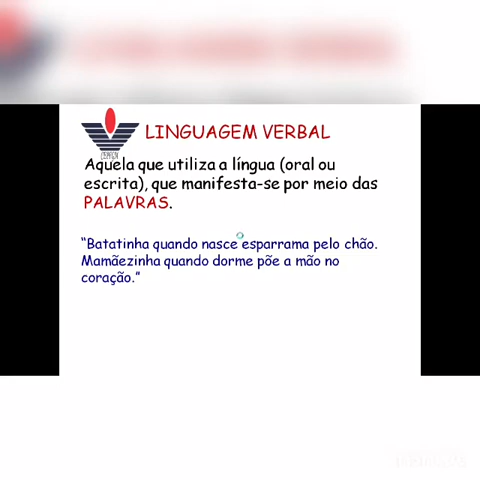 LINGUAGEM VERBAL
Aquela que utiliza a língua (oral ou
escrita), que manifesta-se por meio das
PALAVRAS.
"Batatinha quando nasce esparrama pelo chão.
Mamãezinha quando dorme põe a mão no
coração."